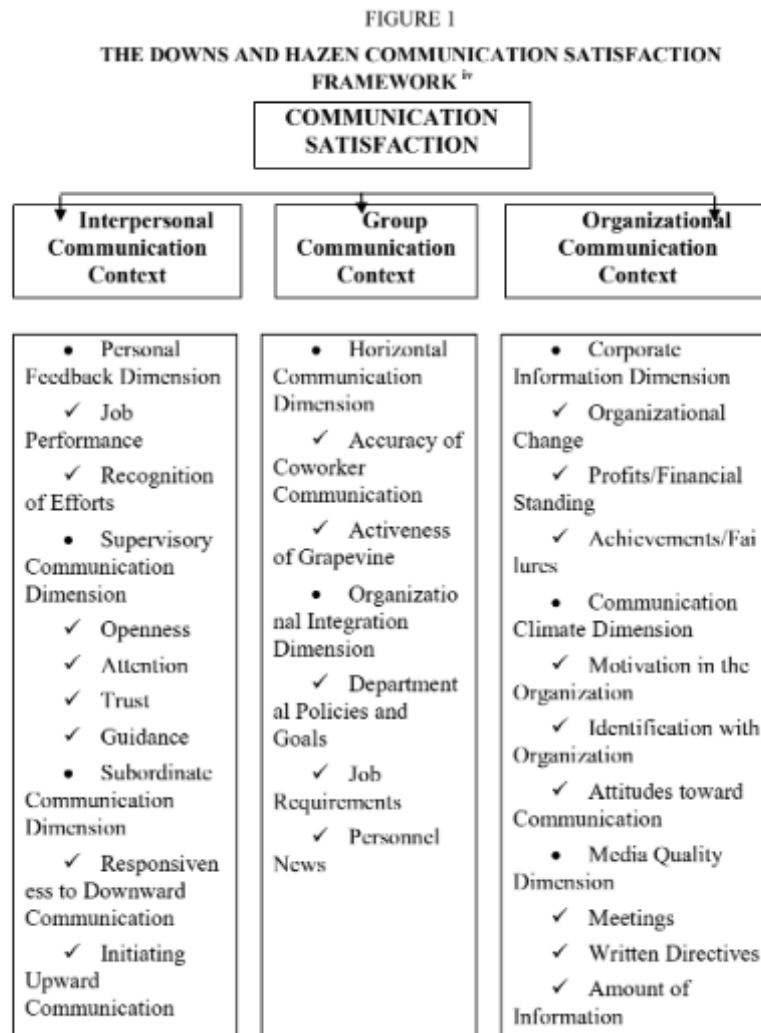 FIGURE 1
THE DOWNS AND HAZEN COMMUNICATION SATISFACTION
FRAMEWORK iv
COMMUNICATION
SATISFACTION
Interpersonal
Communication
Context
Group
Communication
Context
Organizational
Communication
Context
• Personal
Feedback Dimension
✓ Job
Performance
✓ Recognition
of Efforts
• Supervisory
Communication
Dimension
✓ Openness
✓ Attention
✓ Trust
✓ Guidance
• Subordinate
Communication
Dimension
✓ Responsiven
ess to Downward
Communication
✓ Initiating
Upward
Communication
• Horizontal
Communication
Dimension
✓ Accuracy of
Coworker
Communication
✓ Activeness
of Grapevine
• Organizatio
nal Integration
Dimension
✓ Department
al Policies and
Goals
✓ Job
Requirements
✓ Personnel
News
• Corporate
Information Dimension
✓ Organizational
Change
✓ Profits/Financial
Standing
✓ Achievements/Fai
lures
• Communication
Climate Dimension
✓ Motivation in the
Organization
✓ Identification with
Organization
✓ Attitudes toward
Communication
• Media Quality
Dimension
✓ Meetings
✓ Written Directives
✓ Amount of
Information